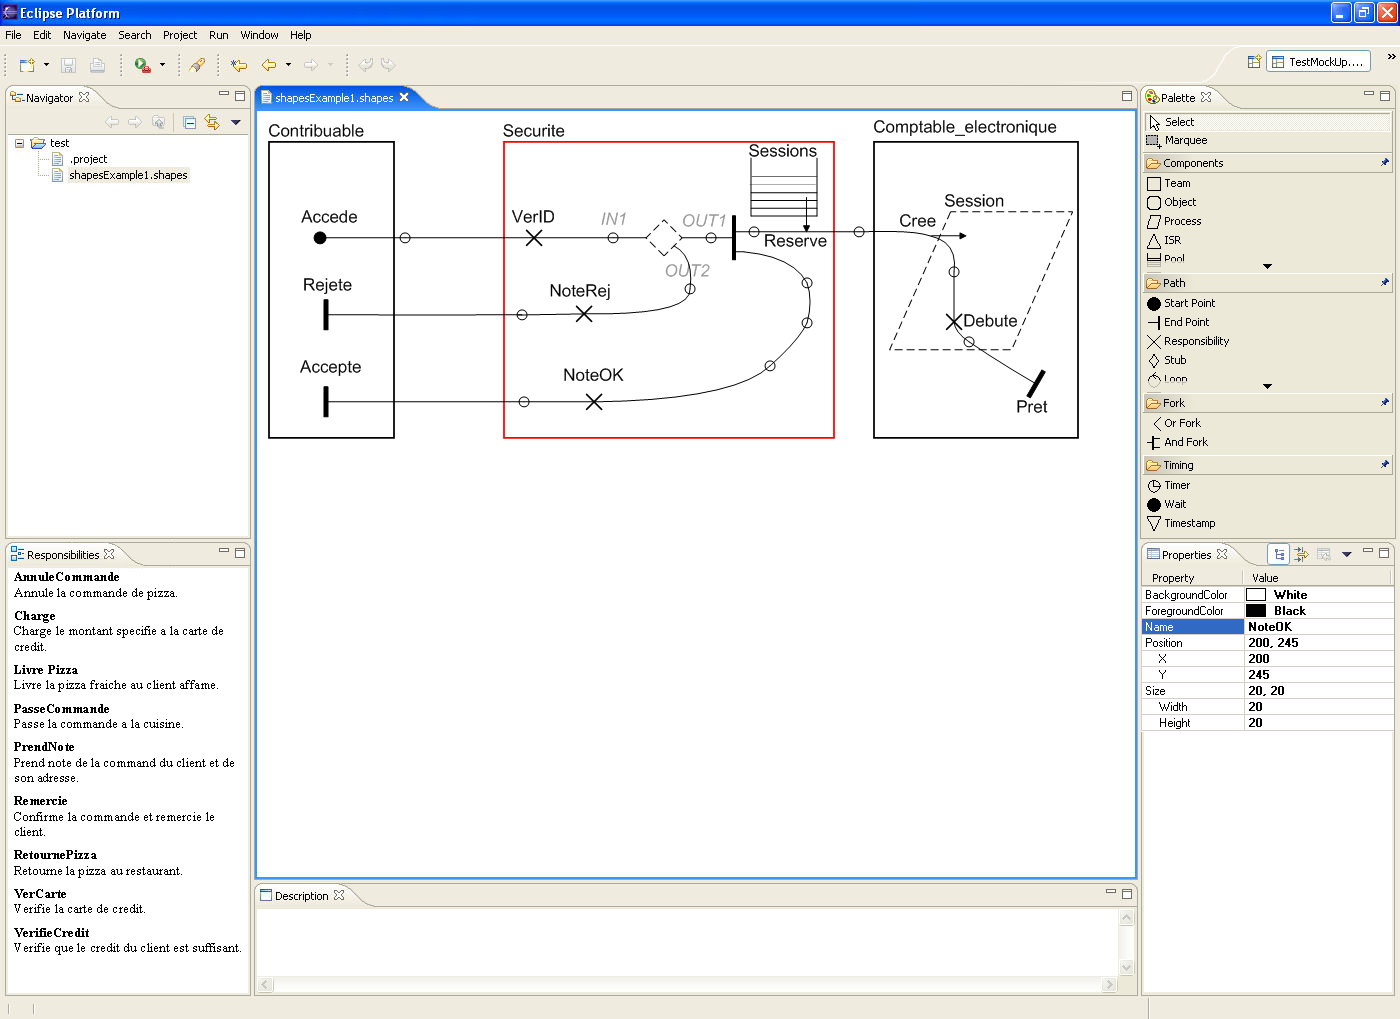 Eclipse Platform
File Edit Navigate Search Project Run Window Help
TestMockUp....
»
Navigator
test
.project
shapesExample1.shapes
Responsibilities
AnnuleCommande
Annule la commande de pizza.
Charge
Charge le montant specifie a la carte de
credit.
Livre Pizza
Livre la pizza fraiche au client affame.
PasseCommande
Passe la commande a la cuisine.
PrendNote
Prend note de la command du client et de
son adresse.
Remercie
Confirme la commande et remercie le
client.
RetournePizza
Retourne la pizza au restaurant.
VerCarte
Verifie la carte de credit.
VerifieCredit
Verifie que le credit du client est suffisant.
shapesExample1.shapes
Contribuable
Securite
Comptable_electronique
Sessions
Session
Accede
VerID
IN1
OUT1
Cree
Reserve
OUT2
Rejete
NoteRej
Debute
Accepte
NoteOK
Pret
Description
Palette
Select
Marquee
Components
Team
Object
Process
ISR
Pool
Path
Start Point
End Point
Responsibility
Stub
Loop
Fork
Or Fork
And Fork
Timing
Timer
Wait
Timestamp
Properties
Property Value
BackgroundColor White
ForegroundColor Black
Name NoteOK
Position 200, 245
X 200
Y 245
Size 20, 20
Width 20
Height 20